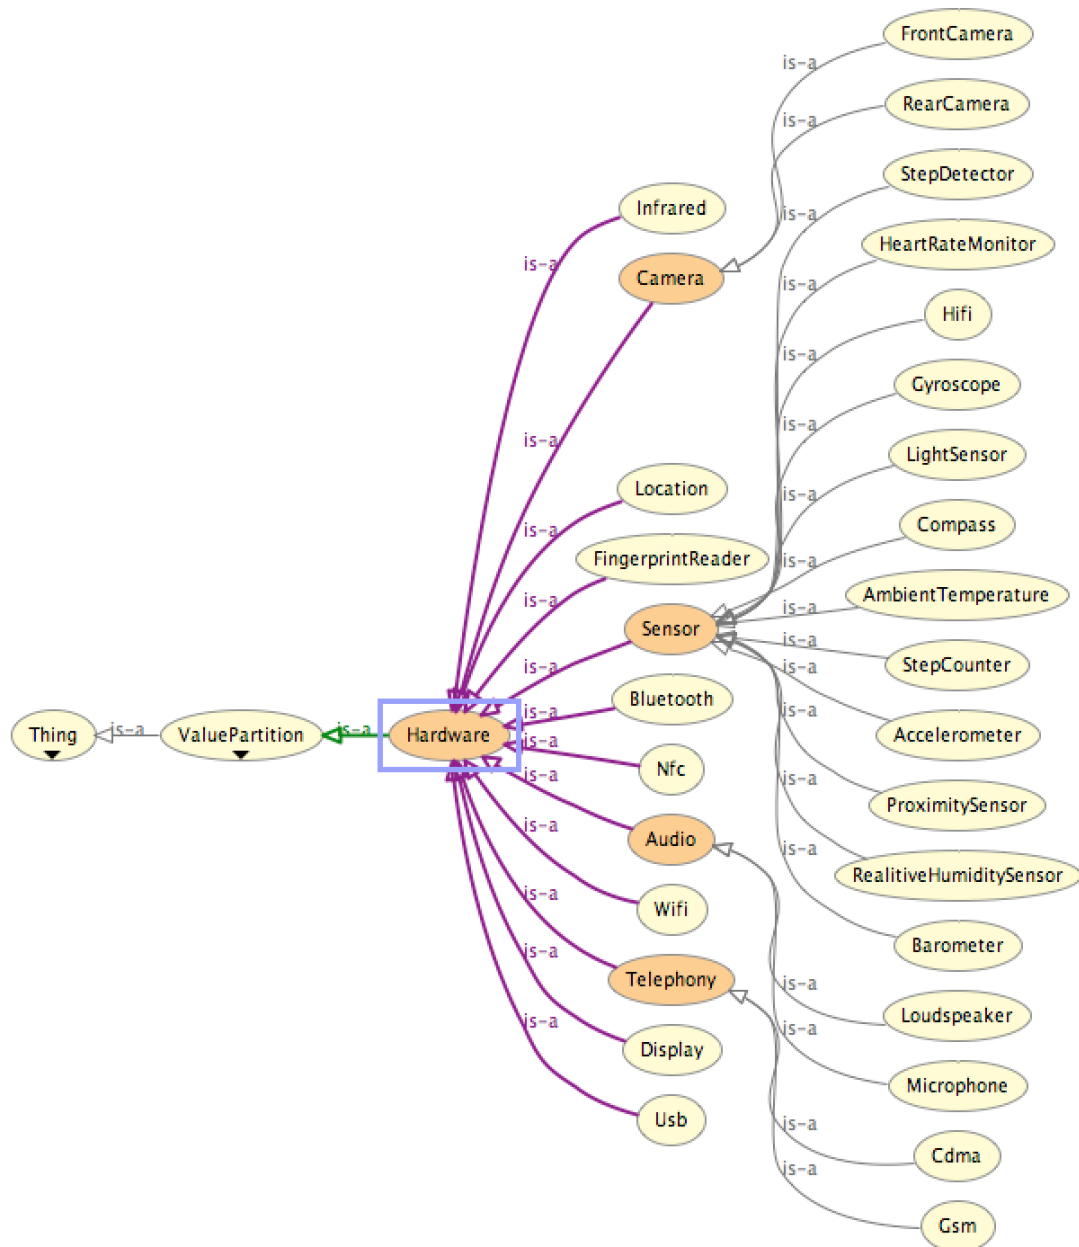 FrontCamera
is-a
RearCamera
is-a
StepDetector
Infrared
is-a
HeartRateMonitor
is-a
Camera
is-a
Hifi
is-a
Gyroscope
is-a
is-a
LightSensor
Location
is-a
Compass
is-a
FingerprintReader
is-a
AmbientTemperature
is-a
is-a
Sensor
is-a
StepCounter
is-a
is-a
Bluetooth
is-a
Thing
is-a
ValuePartition
is-a
Hardware
is-a
Accelerometer
Nfc
is-a
is-a
ProximitySensor
is-a
Audio
is-a
RealitiveHumiditySensor
is-a
Wifi
Barometer
is-a
Telephony
is-a
Loudspeaker
is-a
Display
Microphone
Usb
is-a
Cdma
is-a
Gsm